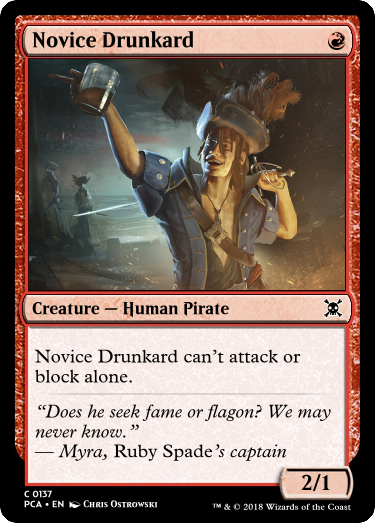 Novice Drunkard
Creature — Human Pirate
Novice Drunkard can't attack or
block alone.
“Does he seek fame or flagon? We may
never know.”
— Myra, Ruby Spade's captain
2/1
C 0137
PCA • EN Chris Ostrowski
™ & © 2018 Wizards of the Coast